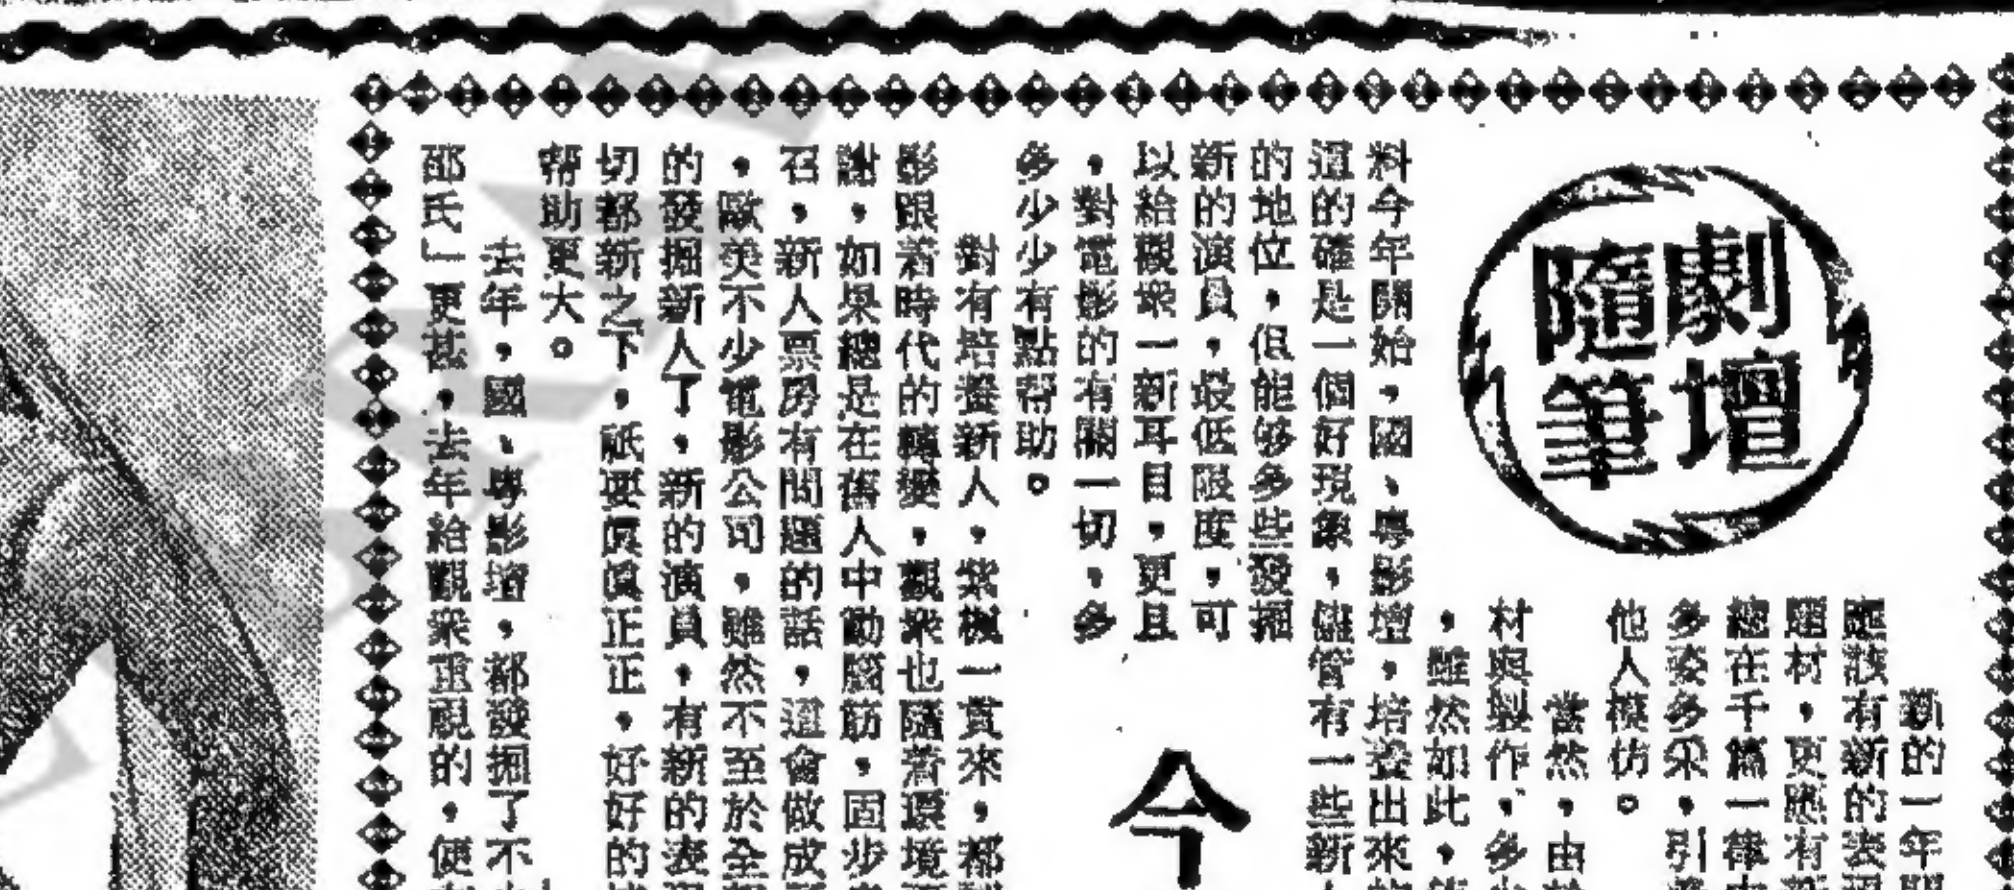 劇壇
隨筆
新的一年開
應該有新的表現
題材，更應有新
總在千篇一律中
多姿多采，引
他人模仿。
當然，由於
材與製作，多少
，雖然如此，
料今年開始，國、粵影壇，培養出來
這的確是一個好現象，儘管有一些新人
的地位，但能够多些發掘
新的演員，最低限度，可
以給觀衆一新耳目，更且
，對電影的有關一切，多
多少少有點帮助。
今
對有培養新人，紫楓一貫來，都
影跟着時代的轉變，觀衆也隨着環境
謝，如果總是在舊人中動腦筋，固步
召，新人票房有問題的話，這會做成
，歐美不少電影公司，雖然不至於全
的發掘新人了，新的演員，有新的表
切都新之下，祇要眞眞正正，好好的
帮助更大。
去年，國、粵影壇，都發掘了不
邵氏」更甚，去年給觀衆重視的，便